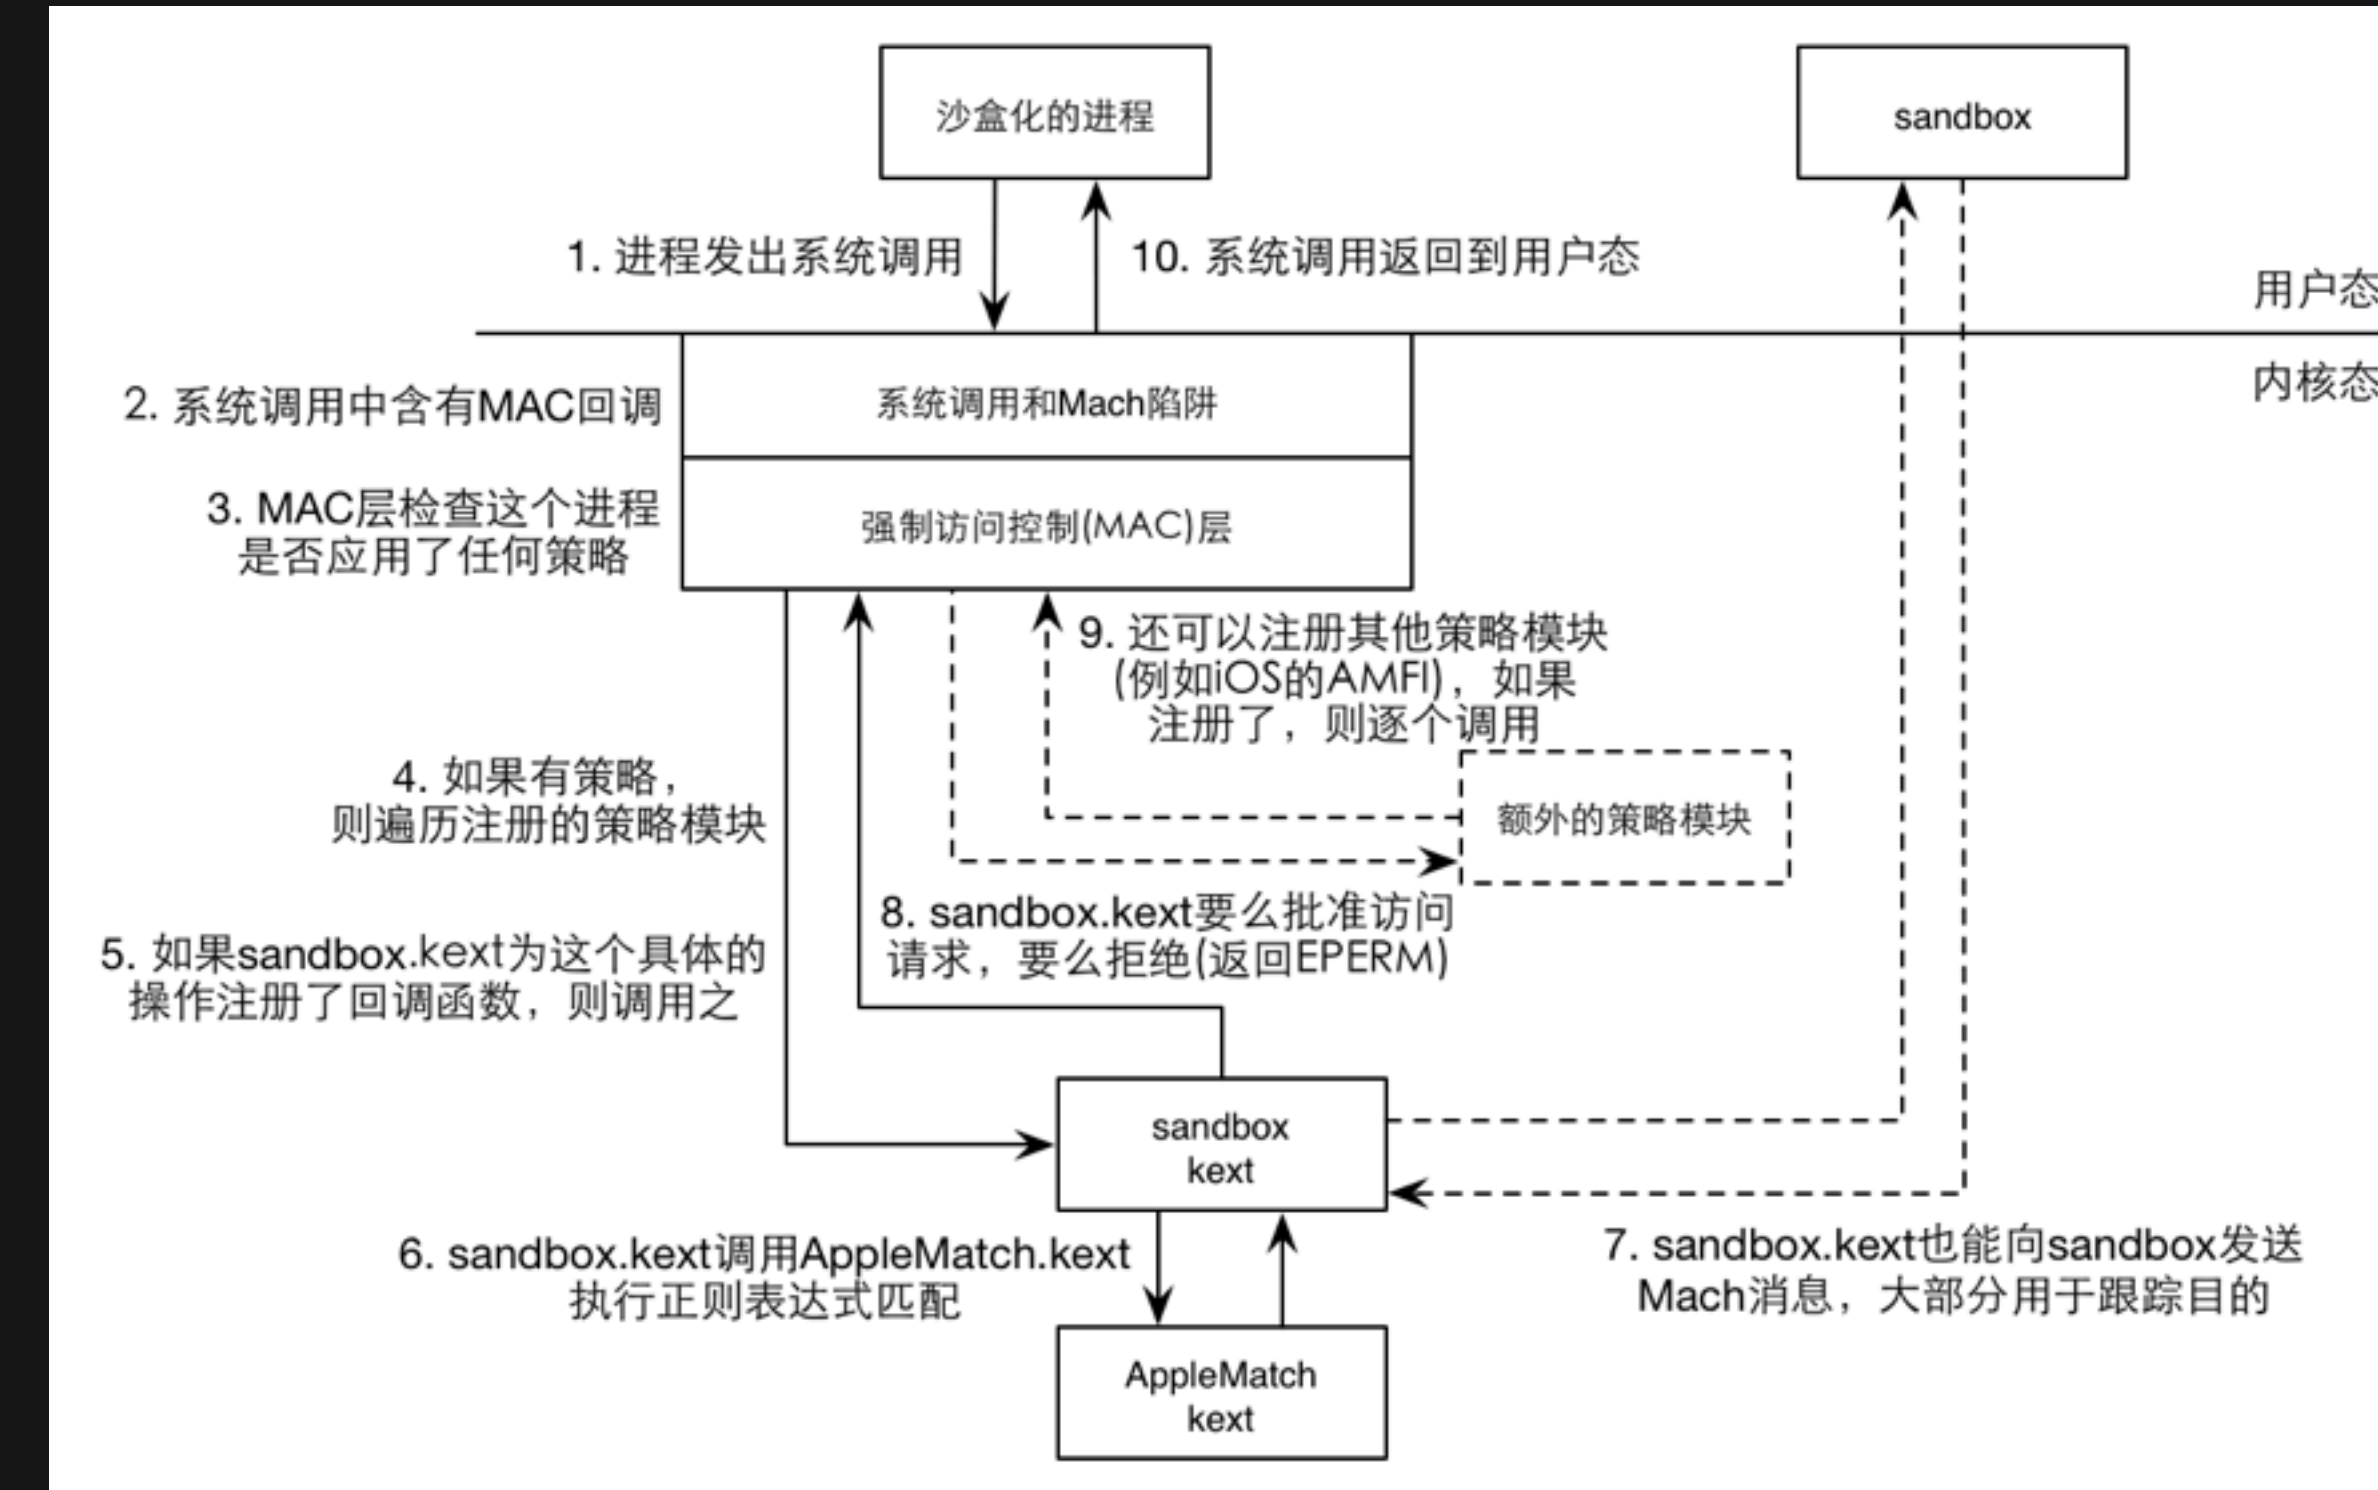 沙盒化的进程
sandbox
1. 进程发出系统调用
10. 系统调用返回到用户态
用户态
内核态
2. 系统调用中含有MAC回调
系统调用和Mach陷阱
3. MAC层检查这个进程
是否应用了任何策略
强制访问控制(MAC)层
9. 还可以注册其他策略模块
(例如iOS的AMFI)，如果
注册了，则逐个调用
4. 如果有策略，
则遍历注册的策略模块
额外的策略模块
8. sandbox.kext要么批准访问
请求，要么拒绝(返回EPERM)
5. 如果sandbox.kext为这个具体的
操作注册了回调函数，则调用之
sandbox
kext
6. sandbox.kext调用AppleMatch.kext
执行正则表达式匹配
7. sandbox.kext也能向sandbox发送
Mach消息，大部分用于跟踪目的
AppleMatch
kext